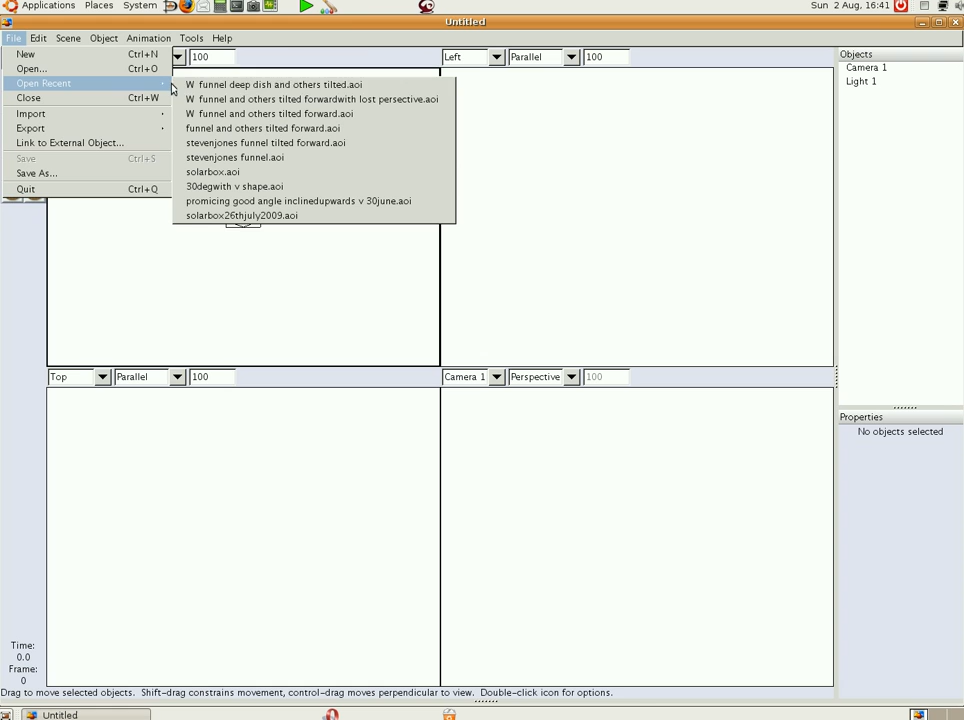 Applications Places System Sun 2 Aug, 16:41
Untitled
File Edit Scene Object Animation Tools Help
100 Left Parallel 100
New Ctrl+N
Open... Ctrl+O
Open Recent
Close Ctrl+W
Import
Export
Link to External Object...
Save Ctrl+S
Save As...
Quit Ctrl+Q
W funnel deep dish and others tilted.aoi
W funnel and others tilted forwardwith lost persective.aoi
W funnel and others tilted forward.aoi
funnel and others tilted forward.aoi
stevenjones funnel tilted forward.aoi
stevenjones funnel.aoi
solarbox.aoi
30degwith v shape.aoi
promicing good angle inclinedupwards v 30june.aoi
solarbox26thjuly2009.aoi
Objects
Camera 1
Light 1
Top Parallel 100 Camera 1 Perspective 100
Properties
No objects selected
Time:
0.0
Frame:
0
Drag to move selected objects. Shift-drag constrains movement, control-drag moves perpendicular to view. Double-click icon for options.
Untitled